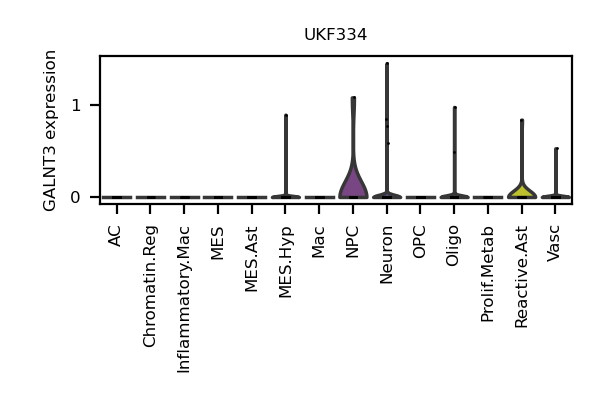 UKF334
GALNT3 expression
1
0
AC
Chromatin.Reg
Inflammatory.Mac
MES
MES.Ast
MES.Hyp
Mac
NPC
Neuron
OPC
Oligo
Prolif.Metab
Reactive.Ast
Vasc